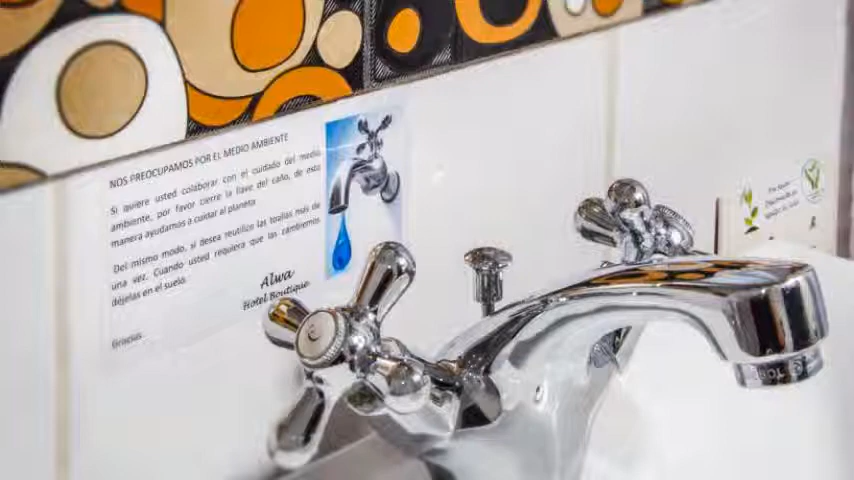 NOS PREOCUPAMOS POR EL MEDIO AMBIENTE
Si quiere usted colaborar con el cuidado del medio
ambiente, por favor cierre la llave del caño, de esta
manera ayudarnos a cuidar al planeta
Del mismo modo, si desea reutilice las toallas más de
una vez. Cuando usted requiera que las cambiemos
déjelas en el suelo.
Alwa
Hotel Boutique
Gracias